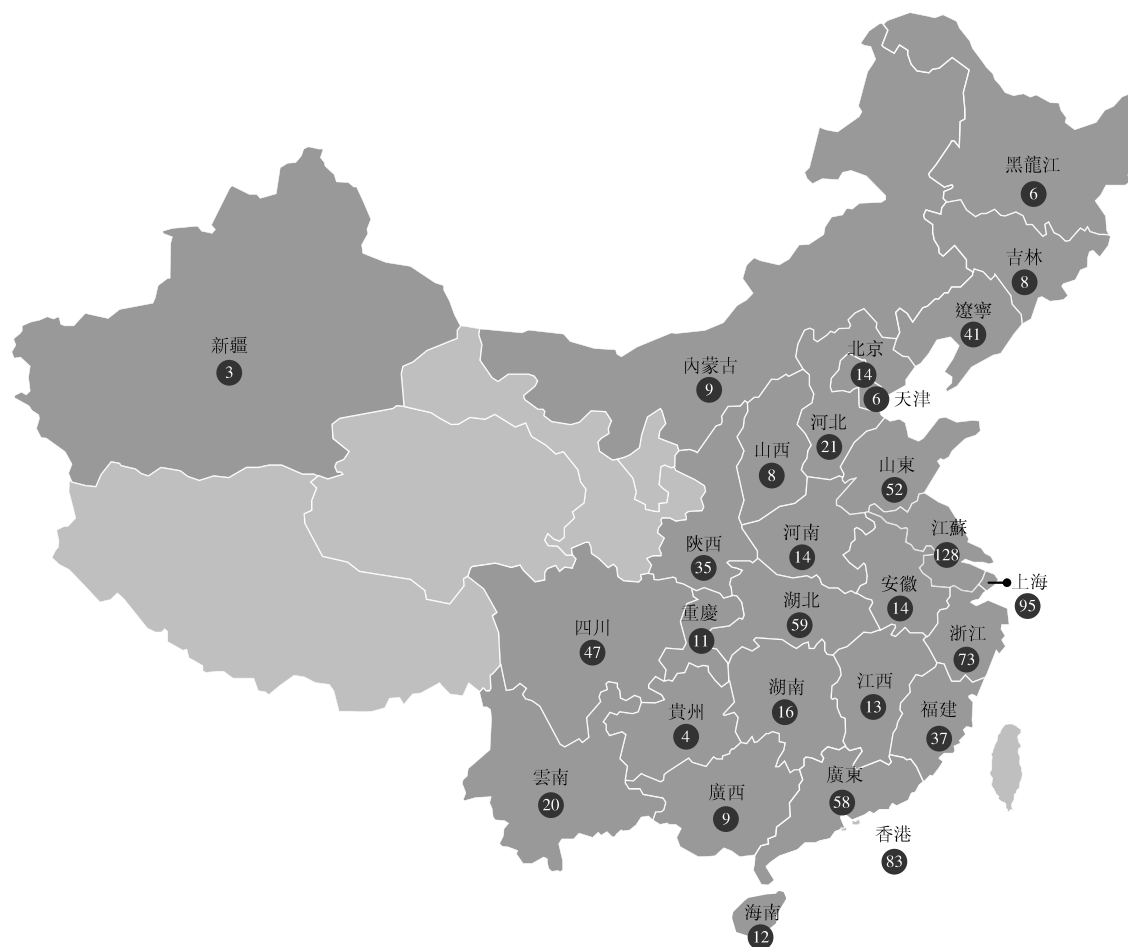 黑龍江
6
吉林
8
遼寧
41
新疆
3
北京
14
內蒙古
9
6 天津
河北
21
山西
8
山東
52
江蘇
128
河南
14
陝西
35
上海
95
安徽
14
湖北
59
重慶
11
四川
47
浙江
73
江西
13
湖南
16
福建
37
貴州
4
雲南
20
廣東
58
廣西
9
香港
83
海南
12